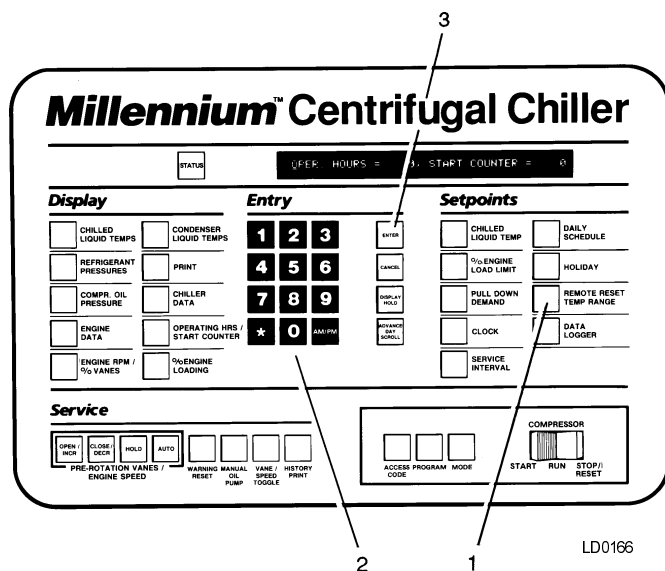 3
Millennium™ Centrifugal Chiller
STATUS
OPER. HOURS = 0, START COUNTER = 0
Display
CHILLED
LIQUID TEMPS
CONDENSER
LIQUID TEMPS
REFRIGERANT
PRESSURES
PRINT
COMPR. OIL
PRESSURE
CHILLER
DATA
ENGINE
DATA
OPERATING HRS /
START COUNTER
ENGINE RPM /
% VANES
%ENGINE
LOADING
Entry
1 2 3
4 5 6
7 8 9
* 0 AM/PM
ENTER
CANCEL
DISPLAY
HOLD
ADVANCE
DAY
SCROLL
Setpoints
CHILLED
LIQUID TEMP
DAILY
SCHEDULE
%.ENGINE
LOAD LIMIT
HOLIDAY
PULL DOWN
DEMAND
REMOTE RESET
TEMP RANGE
CLOCK
DATA
LOGGER
SERVICE
INTERVAL
Service
OPEN /
INCR
CLOSE /
DECR
HOLD
AUTO
PRE-ROTATION VANES /
ENGINE SPEED
WARNING
RESET
MANUAL
OIL
PUMP
VANE /
SPEED
TOGGLE
HISTORY
PRINT
ACCESS
CODE
PROGRAM
MODE
COMPRESSOR
START RUN STOP/
RESET
2
1
LD0166